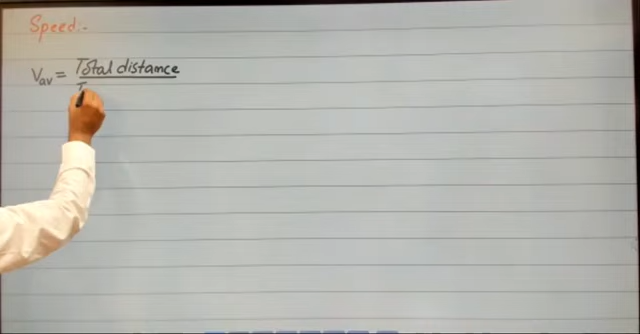 Speed:-
Vav = Total distance
T